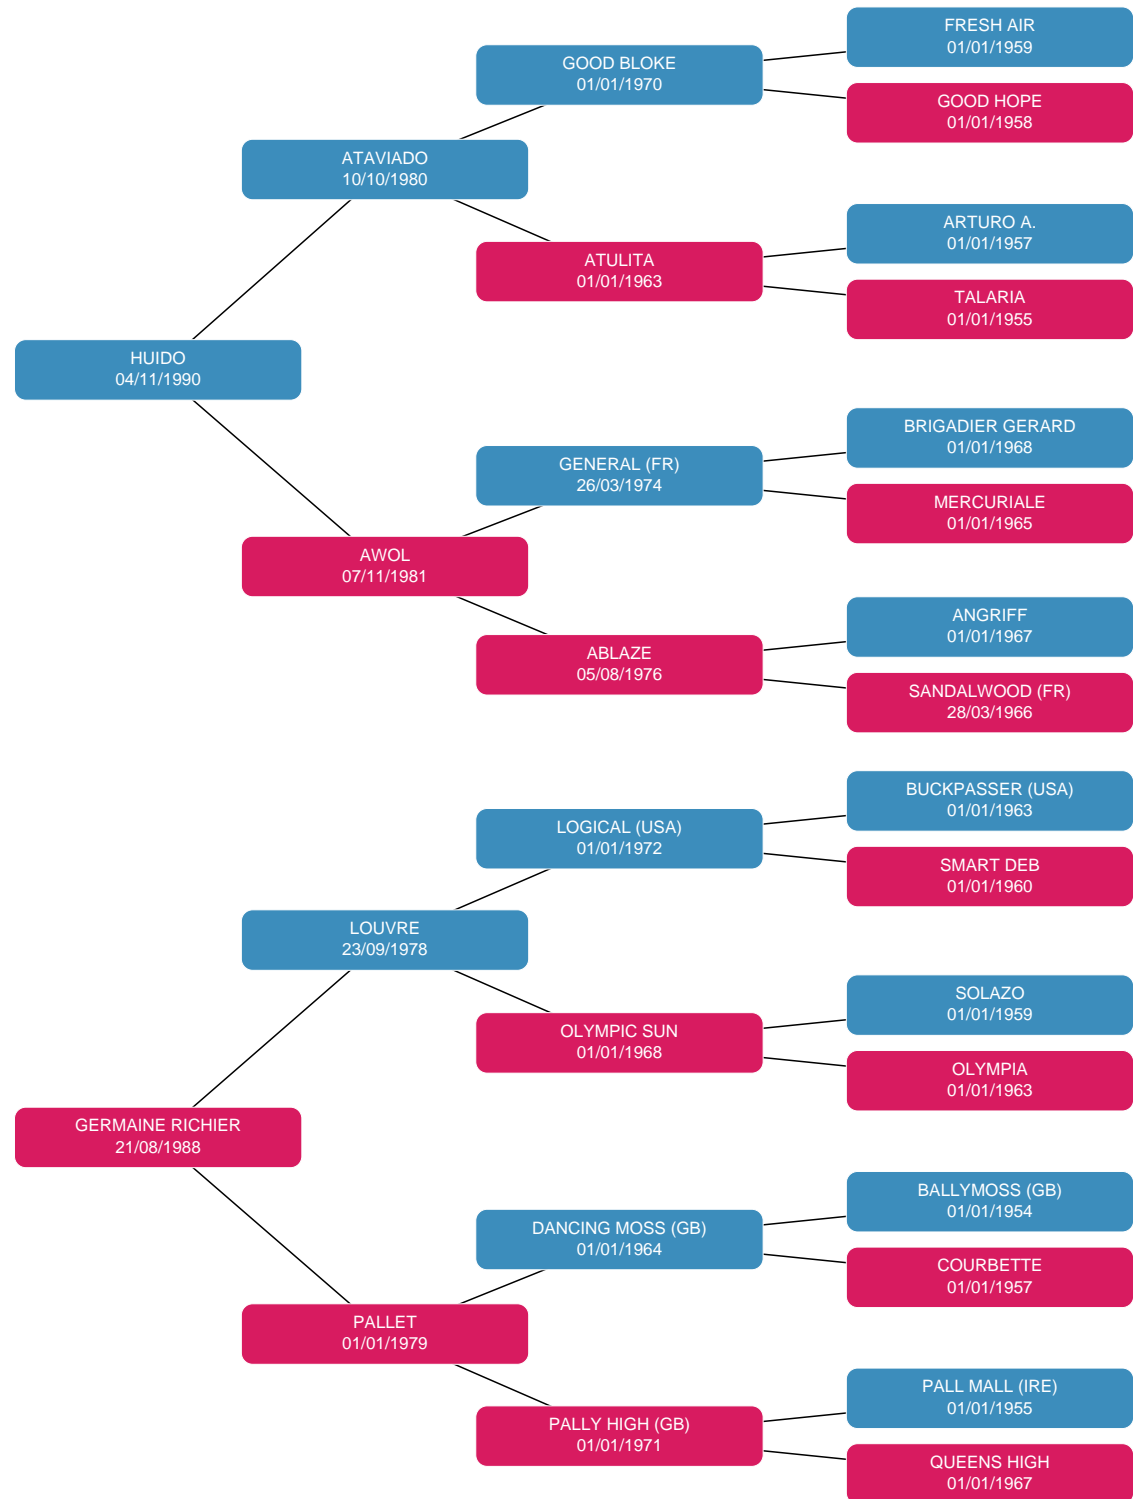 FRESH AIR
01/01/1959
GOOD BLOKE
01/01/1970
GOOD HOPE
01/01/1958
ATAVIADO
10/10/1980
ARTURO A.
01/01/1957
ATULITA
01/01/1963
TALARIA
01/01/1955
HUIDO
04/11/1990
BRIGADIER GERARD
01/01/1968
GENERAL (FR)
26/03/1974
MERCURIALE
01/01/1965
AWOL
07/11/1981
ANGRIFF
01/01/1967
ABLAZE
05/08/1976
SANDALWOOD (FR)
28/03/1966
BUCKPASSER (USA)
01/01/1963
LOGICAL (USA)
01/01/1972
SMART DEB
01/01/1960
LOUVRE
23/09/1978
SOLAZO
01/01/1959
OLYMPIC SUN
01/01/1968
OLYMPIA
01/01/1963
GERMAINE RICHIER
21/08/1988
BALLYMOSS (GB)
01/01/1954
DANCING MOSS (GB)
01/01/1964
COURBETTE
01/01/1957
PALLET
01/01/1979
PALL MALL (IRE)
01/01/1955
PALLY HIGH (GB)
01/01/1971
QUEENS HIGH
01/01/1967